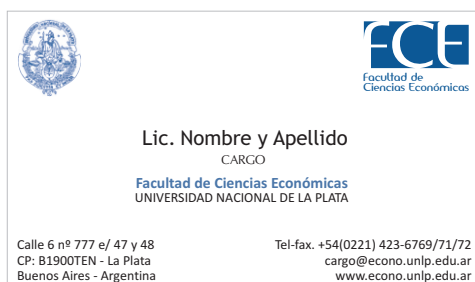 FCE
Facultad de
Ciencias Económicas
Lic. Nombre y Apellido
CARGO
Facultad de Ciencias Económicas
UNIVERSIDAD NACIONAL DE LA PLATA
Calle 6 nº 777 e/ 47 y 48
CP: B1900TEN - La Plata
Buenos Aires - Argentina
Tel-fax. +54(0221) 423-6769/71/72
cargo@econo.unlp.edu.ar
www.econo.unlp.edu.ar